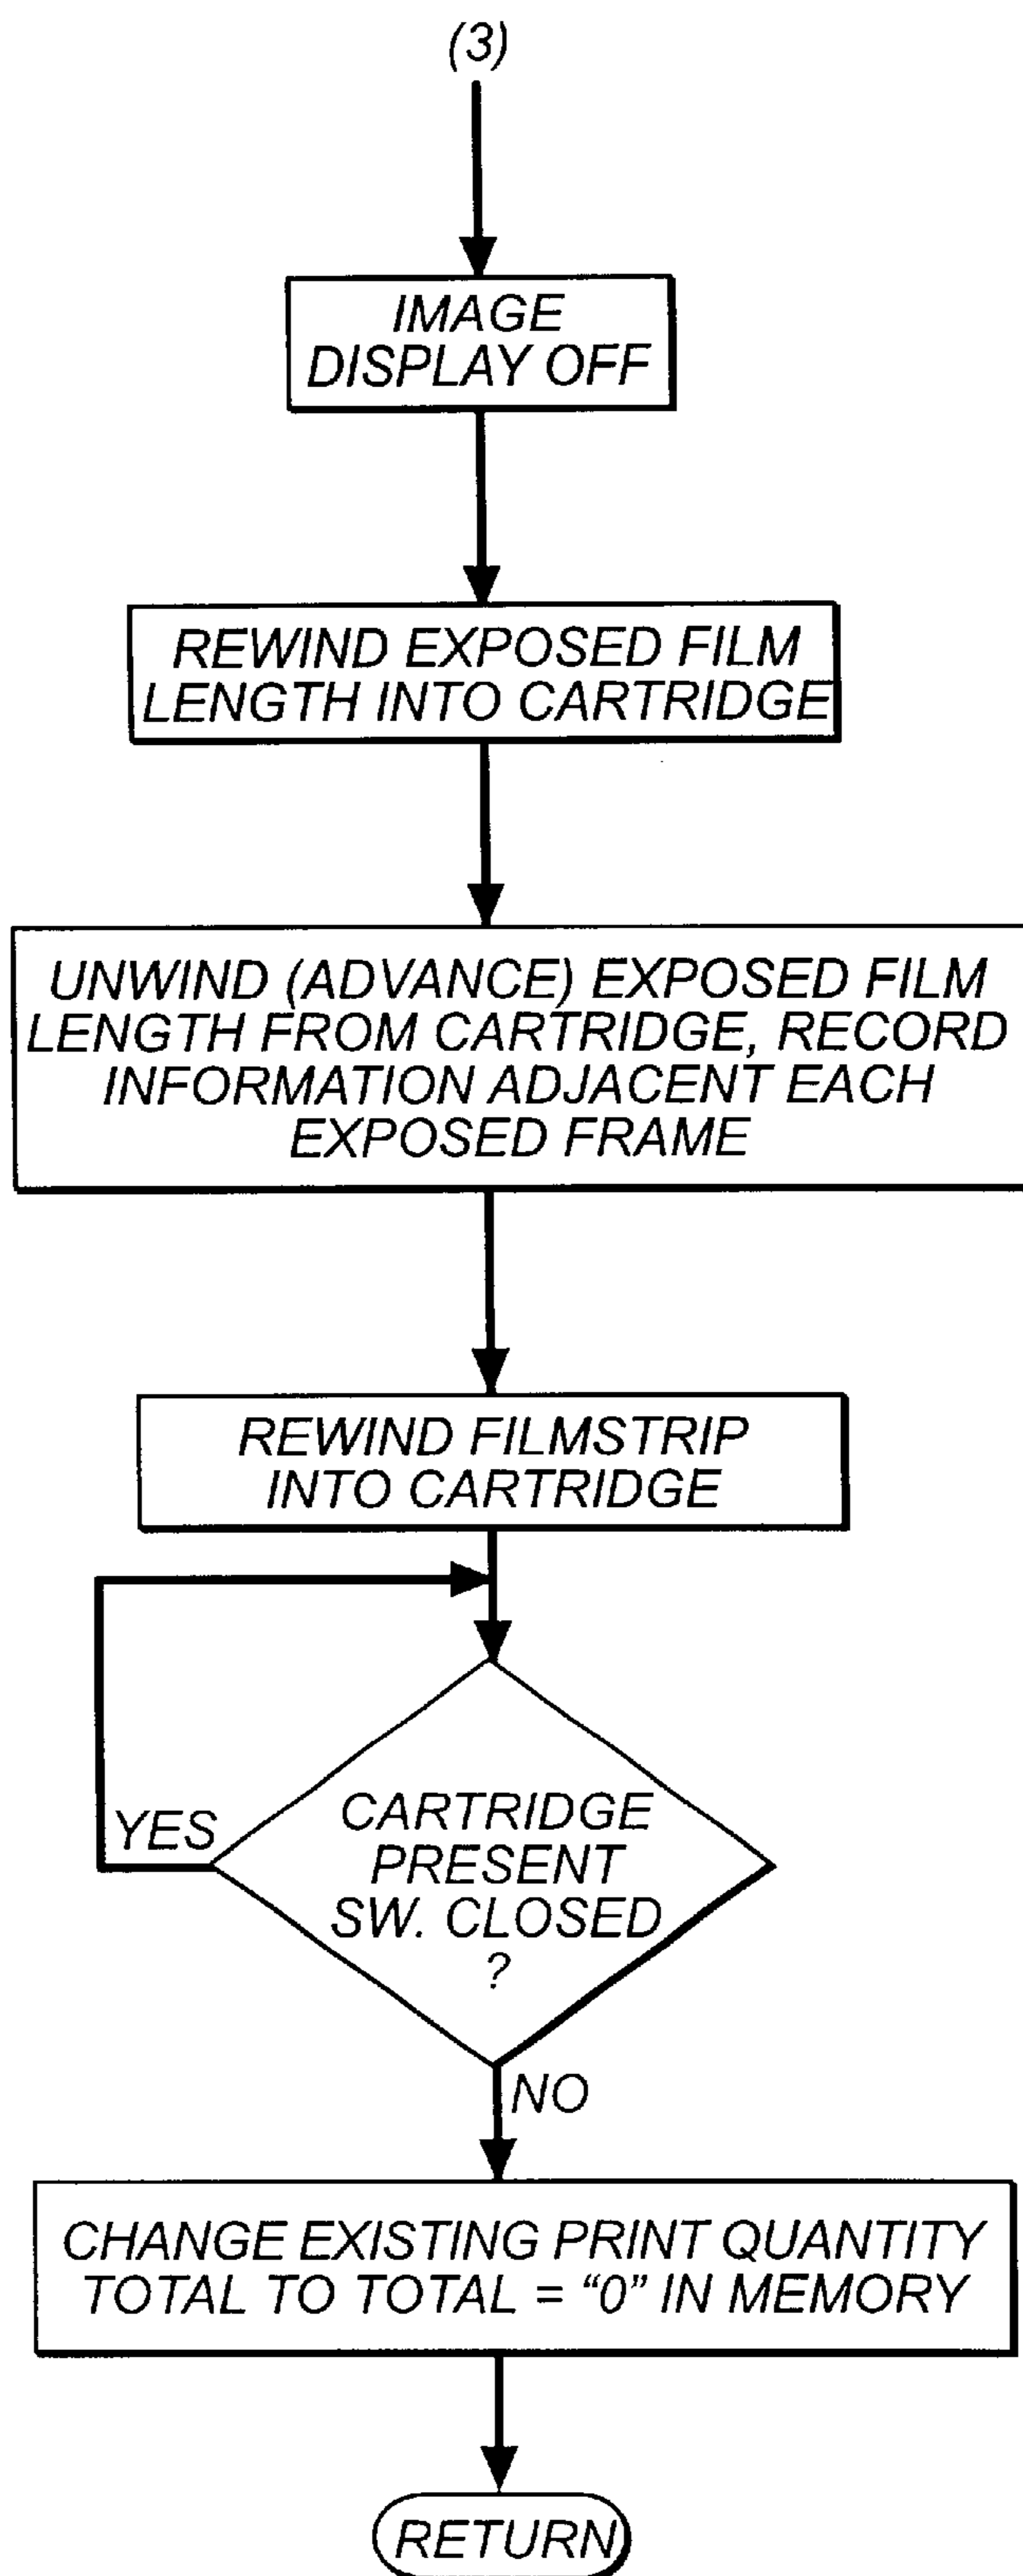 (3)
IMAGE
DISPLAY OFF
REWIND EXPOSED FILM
LENGTH INTO CARTRIDGE
UNWIND (ADVANCE) EXPOSED FILM
LENGTH FROM CARTRIDGE, RECORD
INFORMATION ADJACENT EACH
EXPOSED FRAME
REWIND FILMSTRIP
INTO CARTRIDGE
YES
CARTRIDGE
PRESENT
SW. CLOSED
?
NO
CHANGE EXISTING PRINT QUANTITY
TOTAL TO TOTAL = “0” IN MEMORY
RETURN